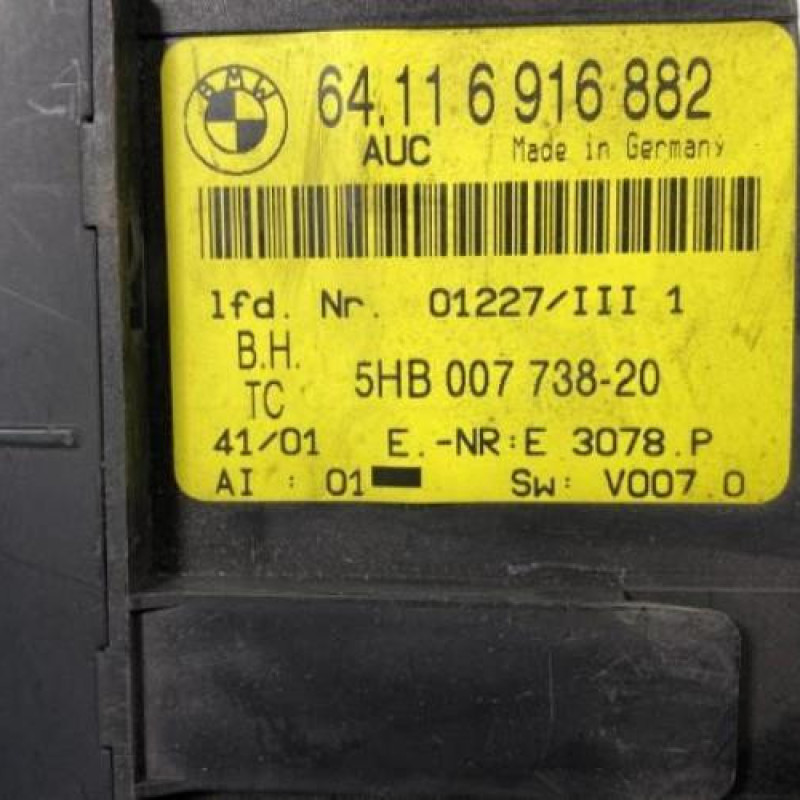 BMW
64.11 6 916 882
AUC Made in Germany
lfd. Nr. 01227/III 1
B.H.
TC 5HB 007 738-20
41/01 E.-NR:E 3078.P
AI : 01 Sw: V007.0